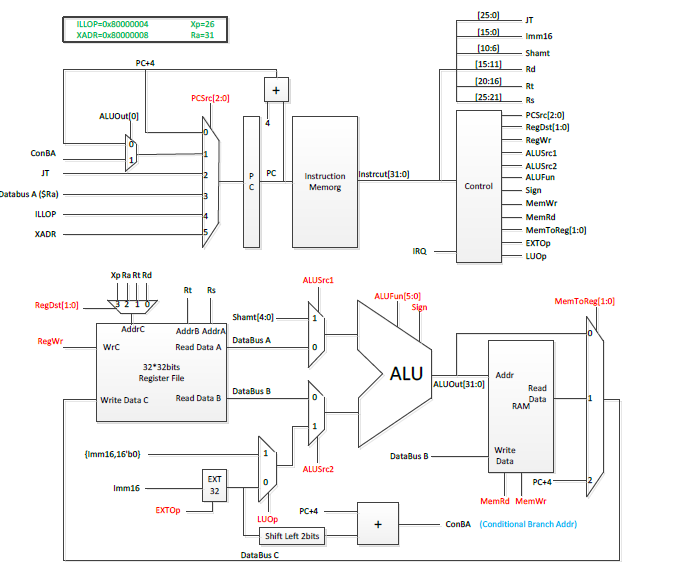 ILLOP=0x80000004 Xp=26
XADR=0x80000008 Ra=31
PC+4
+
4
PCSrc[2:0]
ALUOut[0]
0
1
ConBA
JT
Databus A ($Ra)
ILLOP
XADR
0
1
2
3
4
5
P
C
PC
Instruction
Memorg
Instrcut[31:0]
[25:0] JT
[15:0] Imm16
[10:6] Shamt
[15:11] Rd
[20:16] Rt
[25:21] Rs
Control
IRQ
PCSrc[2:0]
RegDst[1:0]
RegWr
ALUSrc1
ALUSrc2
ALUFun
Sign
MemWr
MemRd
MemToReg[1:0]
EXTOp
LUOp
Xp Ra Rt Rd
RegDst[1:0]
3 2 1 0
Rt Rs
AddrC
AddrB AddrA
RegWr
WrC
Read Data A
32*32bits
Register File
Write Data C
Read Data B
Shamt[4:0]
DataBus A
DataBus B
ALUSrc1
1
0
0
1
ALUSrc2
ALUFun[5:0]
Sign
ALU
ALUOut[31:0]
MemToReg[1:0]
0
1
2
Addr
Read
Data
RAM
Write
Data
DataBus B
PC+4
MemRd MemWr
{Imm16,16'b0}
Imm16
EXTOp
EXT
32
1
0
LUOp
PC+4
Shift Left 2bits
+
ConBA (Conditional Branch Addr)
DataBus C